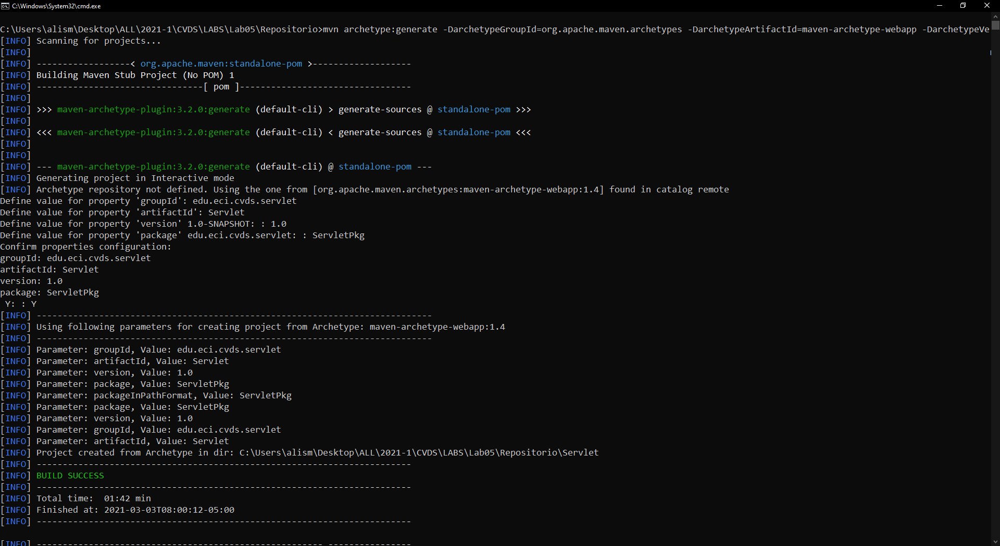 C:\Windows\System32\cmd.exe
C:\Users\alism\Desktop\ALL\2021-1\CVDS\LABS\Lab05\Repositorio>mvn archetype:generate -DarchetypeGroupId=org.apache.maven.archetypes -DarchetypeArtifactId=maven-archetype-webapp -DarchetypeVe
[INFO] Scanning for projects...
[INFO]
[INFO] ------------------< org.apache.maven:standalone-pom >-------------------
[INFO] Building Maven Stub Project (No POM) 1
[INFO] --------------------------------[ pom ]---------------------------------
[INFO]
[INFO] >>> maven-archetype-plugin:3.2.0:generate (default-cli) > generate-sources @ standalone-pom >>>
[INFO]
[INFO] <<< maven-archetype-plugin:3.2.0:generate (default-cli) < generate-sources @ standalone-pom <<<
[INFO]
[INFO]
[INFO] --- maven-archetype-plugin:3.2.0:generate (default-cli) @ standalone-pom ---
[INFO] Generating project in Interactive mode
[INFO] Archetype repository not defined. Using the one from [org.apache.maven.archetypes:maven-archetype-webapp:1.4] found in catalog remote
Define value for property 'groupId': edu.eci.cvds.servlet
Define value for property 'artifactId': Servlet
Define value for property 'version' 1.0-SNAPSHOT: : 1.0
Define value for property 'package' edu.eci.cvds.servlet: : ServletPkg
Confirm properties configuration:
groupId: edu.eci.cvds.servlet
artifactId: Servlet
version: 1.0
package: ServletPkg
 Y: : Y
[INFO] ----------------------------------------------------------------------------
[INFO] Using following parameters for creating project from Archetype: maven-archetype-webapp:1.4
[INFO] ----------------------------------------------------------------------------
[INFO] Parameter: groupId, Value: edu.eci.cvds.servlet
[INFO] Parameter: artifactId, Value: Servlet
[INFO] Parameter: version, Value: 1.0
[INFO] Parameter: package, Value: ServletPkg
[INFO] Parameter: packageInPathFormat, Value: ServletPkg
[INFO] Parameter: package, Value: ServletPkg
[INFO] Parameter: version, Value: 1.0
[INFO] Parameter: groupId, Value: edu.eci.cvds.servlet
[INFO] Parameter: artifactId, Value: Servlet
[INFO] Project created from Archetype in dir: C:\Users\alism\Desktop\ALL\2021-1\CVDS\LABS\Lab05\Repositorio\Servlet
[INFO] ------------------------------------------------------------------------
[INFO] BUILD SUCCESS
[INFO] ------------------------------------------------------------------------
[INFO] Total time:  01:42 min
[INFO] Finished at: 2021-03-03T08:00:12-05:00
[INFO] ------------------------------------------------------------------------
[INFO] ------------------------------------------------------- ----------------